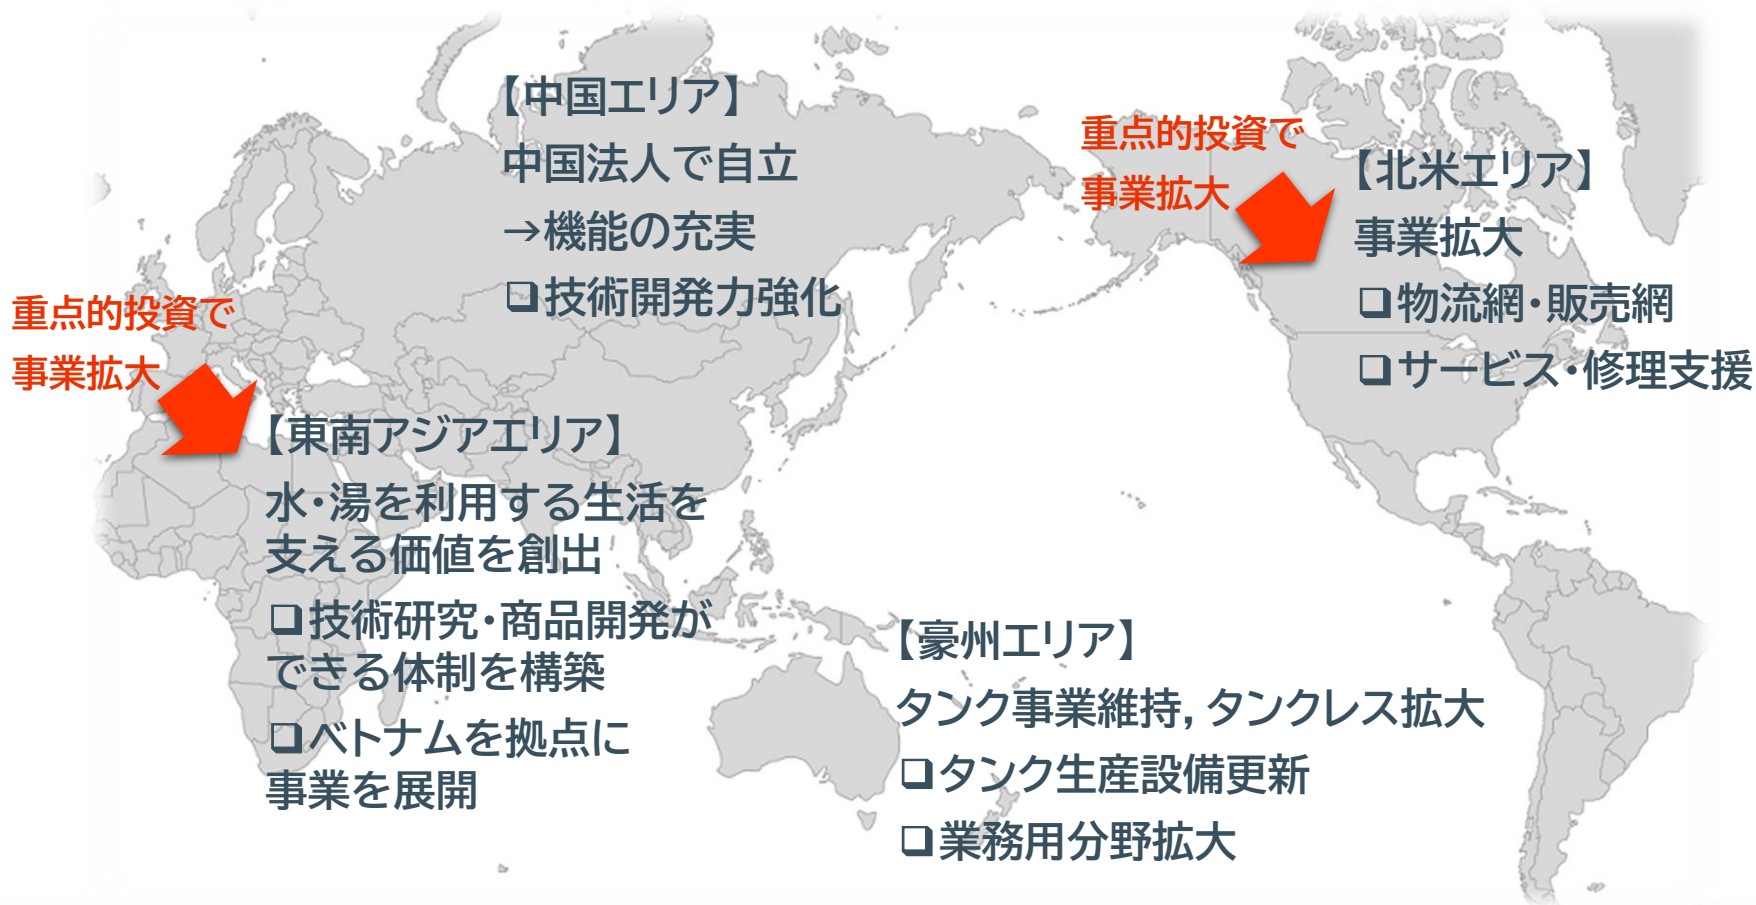 【中国エリア】
中国法人で自立
→機能の充実
❑技術開発力強化
重点的投資で
事業拡大
【北米エリア】
事業拡大
❑物流網・販売網
❑サービス・修理支援
重点的投資で
事業拡大
【東南アジアエリア】
水・湯を利用する生活を
支える価値を創出
❑技術研究・商品開発が
できる体制を構築
❑ベトナムを拠点に
事業を展開
【豪州エリア】
タンク事業維持, タンクレス拡大
❑タンク生産設備更新
❑業務用分野拡大